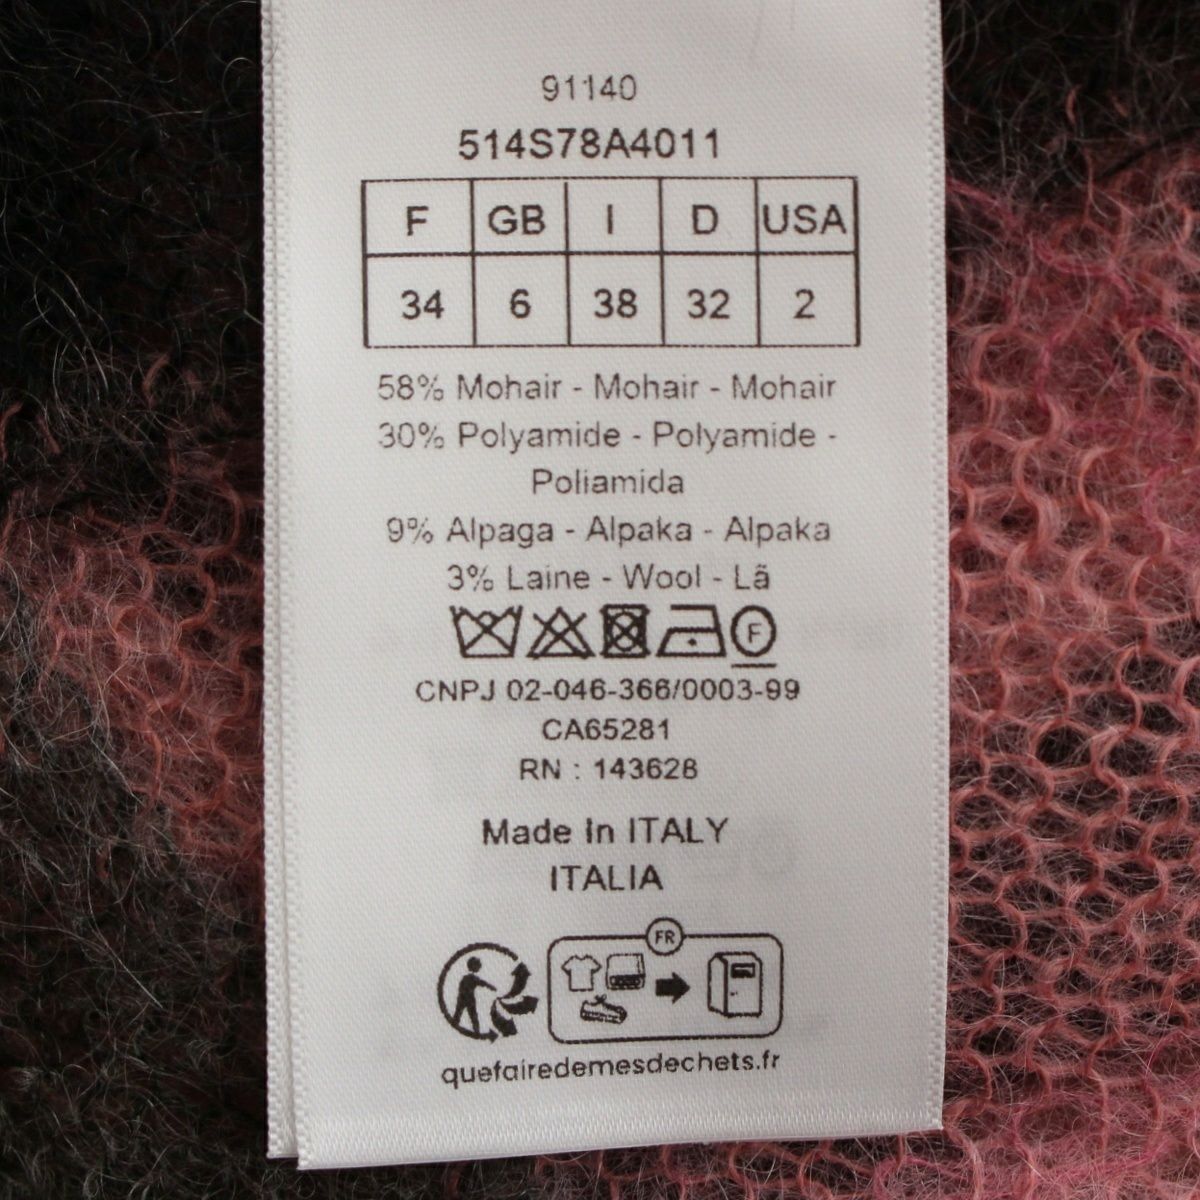 91140
514S78A4011
F GB I D USA
34 6 38 32 2
58% Mohair - Mohair - Mohair
30% Polyamide - Polyamide -
Poliamida
9% Alpaga - Alpaka - Alpaka
3% Laine - Wool - Lã
F
CNPJ 02-046-366/0003-99
CA65281
RN : 143628
Made In ITALY
ITALIA
FR
quefairedemesdechets.fr